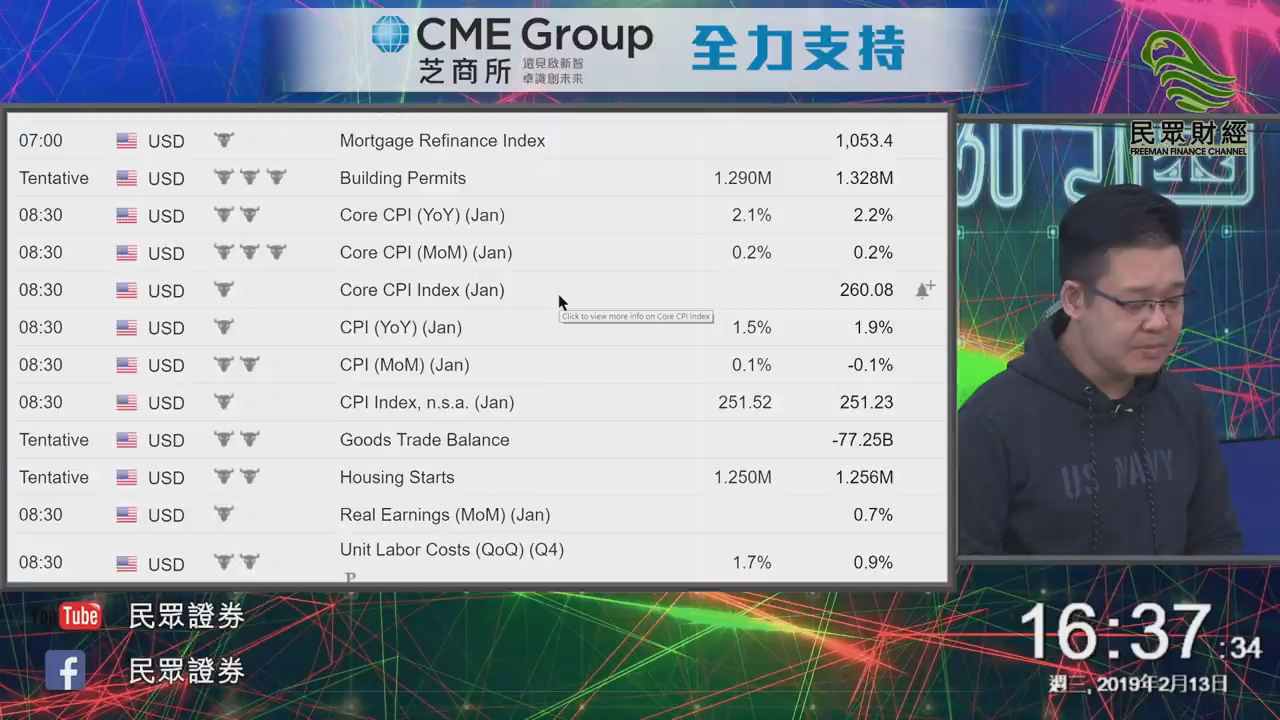 CME Group
芝商所
遠見啟新智
卓識創未來
全力支持
民眾財經
FREEMAN FINANCE CHANNEL
07:00 USD Mortgage Refinance Index 1,053.4
Tentative USD Building Permits 1.290M 1.328M
08:30 USD Core CPI (YoY) (Jan) 2.1% 2.2%
08:30 USD Core CPI (MoM) (Jan) 0.2% 0.2%
08:30 USD Core CPI Index (Jan) 260.08
Click to view more info on Core CPI Index
08:30 USD CPI (YoY) (Jan) 1.5% 1.9%
08:30 USD CPI (MoM) (Jan) 0.1% -0.1%
08:30 USD CPI Index, n.s.a. (Jan) 251.52 251.23
Tentative USD Goods Trade Balance -77.25B
Tentative USD Housing Starts 1.250M 1.256M
08:30 USD Real Earnings (MoM) (Jan) 0.7%
08:30 USD Unit Labor Costs (QoQ) (Q4) 1.7% 0.9%
P
US NAVY
YouTube 民眾證券
f 民眾證券
16:37:34
週三, 2019年2月13日